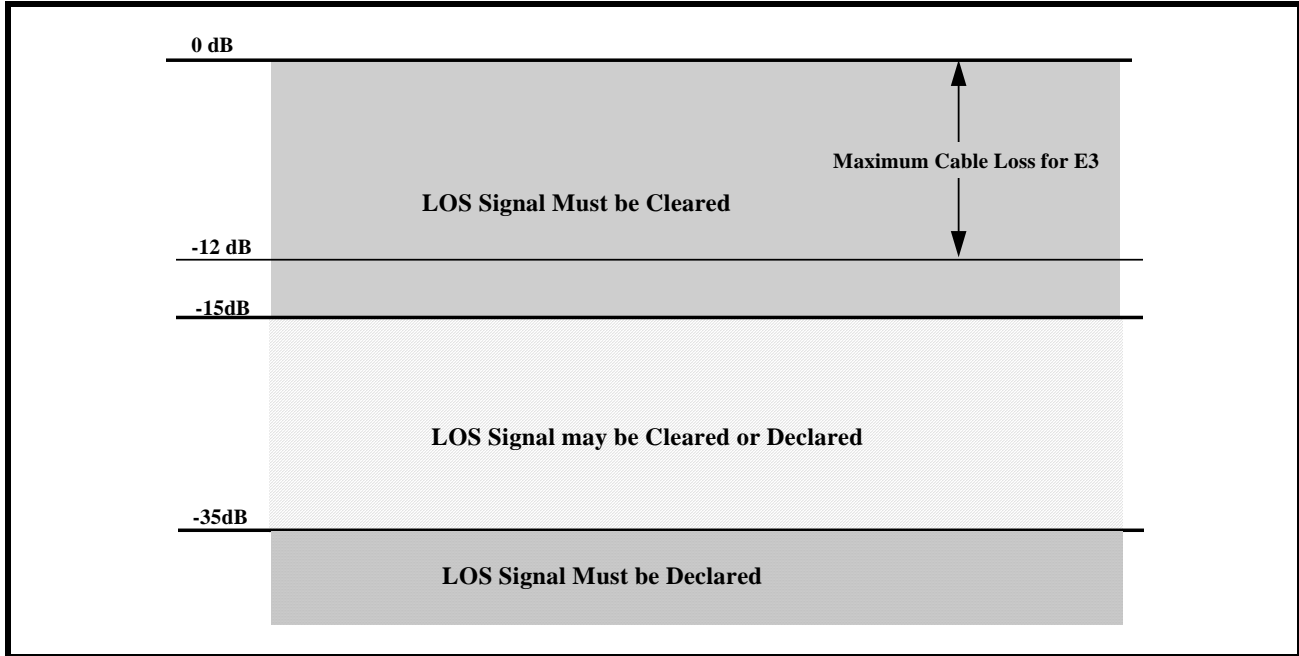 0 dB
Maximum Cable Loss for E3
LOS Signal Must be Cleared
-12 dB
-15dB
LOS Signal may be Cleared or Declared
-35dB
LOS Signal Must be Declared